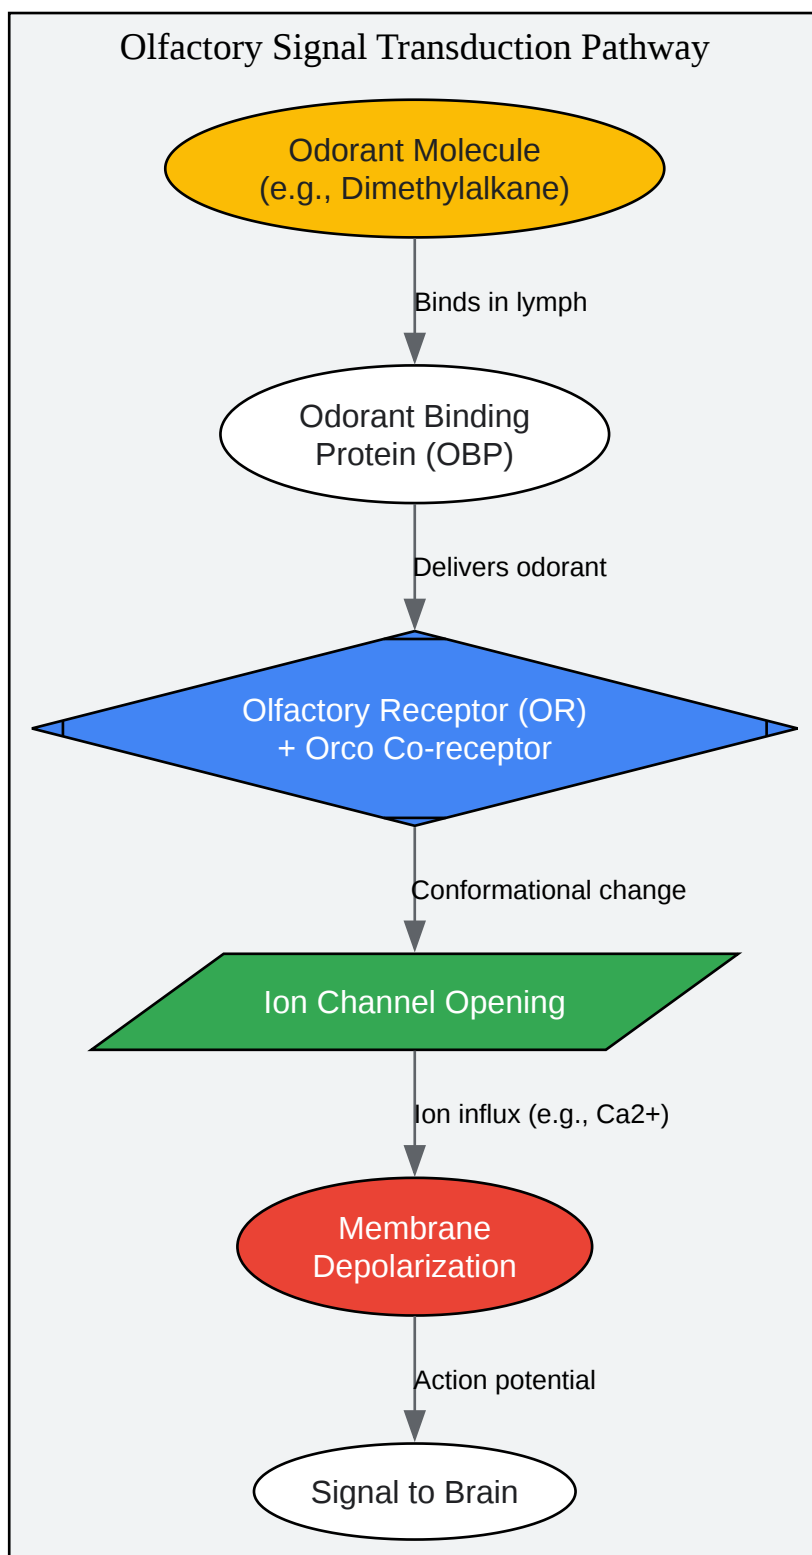 Olfactory Signal Transduction Pathway
Odorant Molecule
(e.g., Dimethylalkane)
Binds in lymph
Odorant Binding
Protein (OBP)
Delivers odorant
Olfactory Receptor (OR)
+ Orco Co-receptor
Conformational change
Ion Channel Opening
Ion influx (e.g., Ca2+)
Membrane
Depolarization
Action potential
Signal to Brain